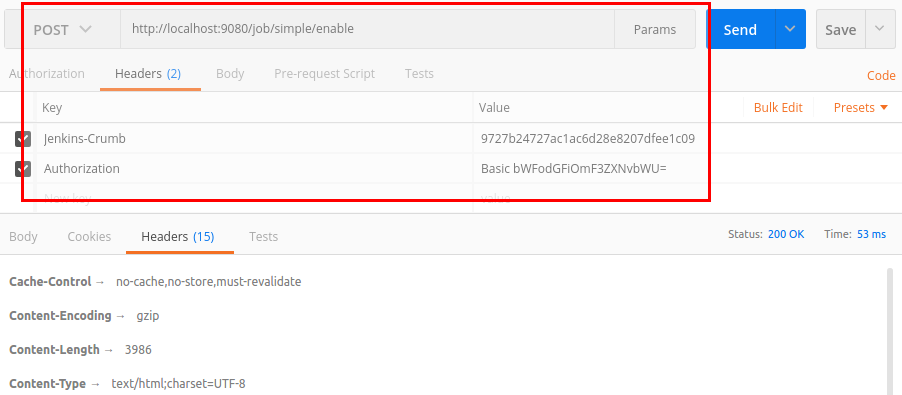 POST http://localhost:9080/job/simple/enable Params Send Save
Authorization Headers (2) Body Pre-request Script Tests Code
Key Value Bulk Edit Presets
Jenkins-Crumb 9727b24727ac1ac6d28e8207dfee1c09
Authorization Basic bWFodGFiOmF3ZXNvbWU=
New key value
Body Cookies Headers (15) Tests Status: 200 OK Time: 53 ms
Cache-Control → no-cache,no-store,must-revalidate
Content-Encoding → gzip
Content-Length → 3986
Content-Type → text/html;charset=UTF-8